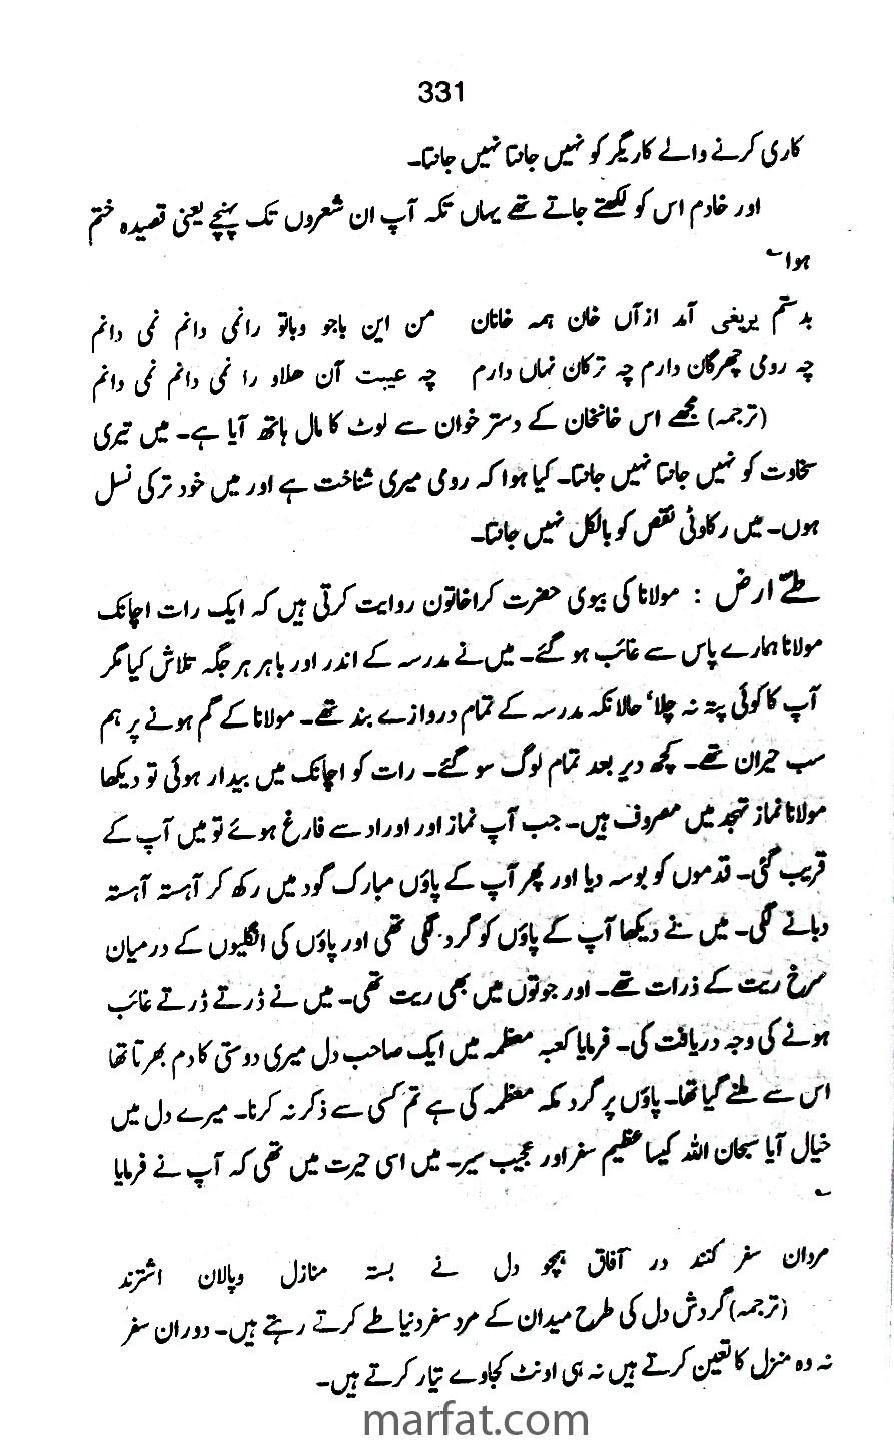 331
کاری کرنے والے کاریگر کو نہیں جانتا نہیں جانتا۔
اور خادم اس کو لکھتے جاتے تھے یہاں تک کہ آپ ان شعروں تک پہنچے یعنی قصیدہ ختم
ہوا؎
بدستم یریغی آمد ازآں خان ہمہ خانان من این باجو وباتو رانمی دانم نمی دانم
چہ رومی چہرگان دارم چہ ترکان نہاں دارم چہ عیبت آن ھلاو را نمی دانم نمی دانم
(ترجمہ) مجھے اس خانخان کے دستر خوان سے لوٹ کا مال ہاتھ آیا ہے۔ میں تیری
سخاوت کو نہیں جانتا نہیں جانتا۔ کیا ہوا کہ رومی میری شناخت ہے اور میں خود ترکی نسل
ہوں۔ میں رکاوٹی نقص کو بالکل نہیں جانتا۔
طےّ ارض : مولانا کی بیوی حضرت کراخاتون روایت کرتی ہیں کہ ایک رات اچانک
مولانا ہمارے پاس سے غائب ہو گئے۔ میں نے مدرسہ کے اندر اور باہر ہر جگہ تلاش کیا مگر
آپ کا کوئی پتہ نہ چلا‘ حالانکہ مدرسہ کے تمام دروازے بند تھے۔ مولانا کے گم ہونے پر ہم
سب حیران تھے۔ کچھ دیر بعد تمام لوگ سو گئے۔ رات کو اچانک میں بیدار ہوئی تو دیکھا
مولانا نماز تہجد میں مصروف ہیں۔ جب آپ نماز اور اوراد سے فارغ ہوئے تو میں آپ کے
قریب گئی۔ قدموں کو بوسہ دیا اور پھر آپ کے پاؤں مبارک گود میں رکھ کر آہستہ آہستہ
دبانے لگی۔ میں نے دیکھا آپ کے پاؤں کو گرد لگی تھی اور پاؤں کی انگلیوں کے درمیان
سرخ ریت کے ذرات تھے۔ اور جوتوں میں بھی ریت تھی۔ میں نے ڈرتے ڈرتے غائب
ہونے کی وجہ دریافت کی۔ فرمایا کعبہ معظمہ میں ایک صاحب دل میری دوستی کا دم بھرتا تھا
اس سے ملنے گیا تھا۔ پاؤں پر گرد مکہ معظمہ کی ہے تم کسی سے ذکر نہ کرنا۔ میرے دل میں
خیال آیا سبحان اللہ کیسا عظیم سفر اور عجیب سیر۔ میں اسی حیرت میں تھی کہ آپ نے فرمایا
؎
مردان سفر کنند در آفاق ہمچو دل نے بستہ منازل وپالان اشترند
(ترجمہ) گردش دل کی طرح میدان کے مرد سفر دنیا طے کرتے رہتے ہیں۔ دوران سفر
نہ وہ منزل کا تعین کرتے ہیں نہ ہی اونٹ کجاوے تیار کرتے ہیں۔
marfat.com